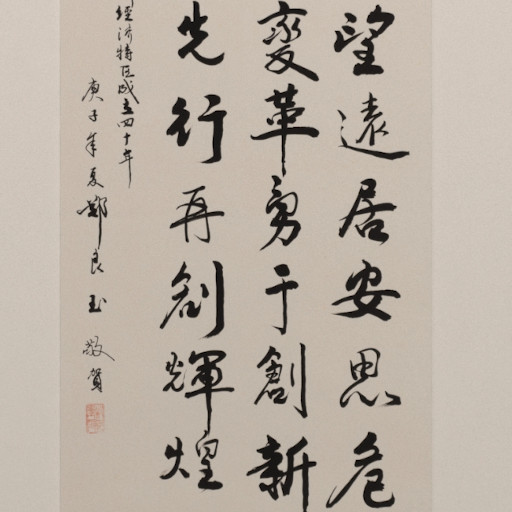 望遠居安思危
變革勇于創新
先行再創輝煌
經濟特區成立四十年
庚子年夏鄭良玉敬賀